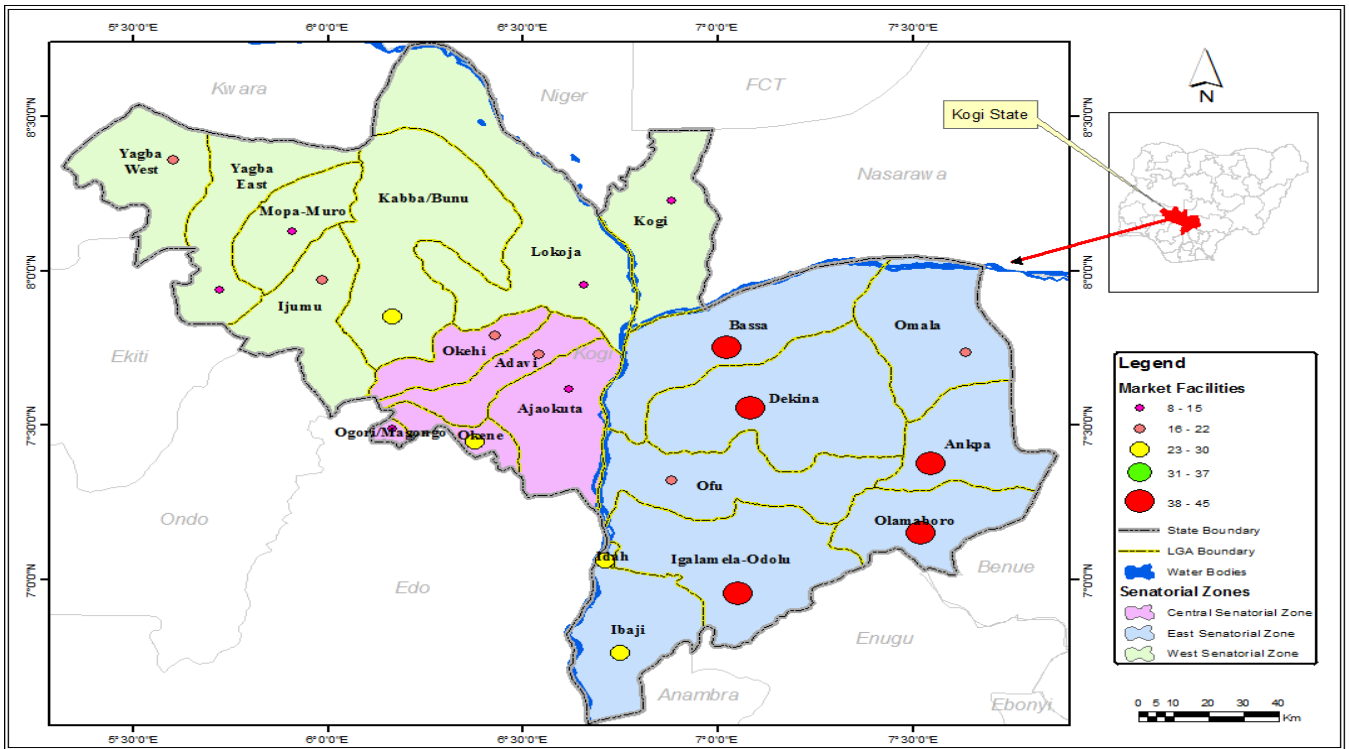 5°30'0"E
6°0'0"E
6°30'0"E
7°0'0"E
7°30'0"E
Kwara
Niger
FCT
Nasarawa
Ekiti
Ondo
Edo
Kogi
Benue
Enugu
Anambra
Ebonyi
8°30'0"N
8°0'0"N
7°30'0"N
7°0'0"N
Yagba
West
Yagba
East
Mopa-Muro
Kabba/Bunu
Kogi
Lokoja
Ijumu
Okehi
Adavi
Ajaokuta
Ogori/Magongo
Okene
Bassa
Omala
Dekina
Ankpa
Ofu
Olamaboro
Idah
Igalamela-Odolu
Ibaji
8°30'0"N
8°0'0"N
7°30'0"N
7°0'0"N
5°30'0"E
6°0'0"E
6°30'0"E
7°0'0"E
7°30'0"E
N
Kogi State
Legend
Market Facilities
8 - 15
16 - 22
23 - 30
31 - 37
38 - 45
State Boundary
LGA Boundary
Water Bodies
Senatorial Zones
Central Senatorial Zone
East Senatorial Zone
West Senatorial Zone
0 5 10 20 30 40
Km